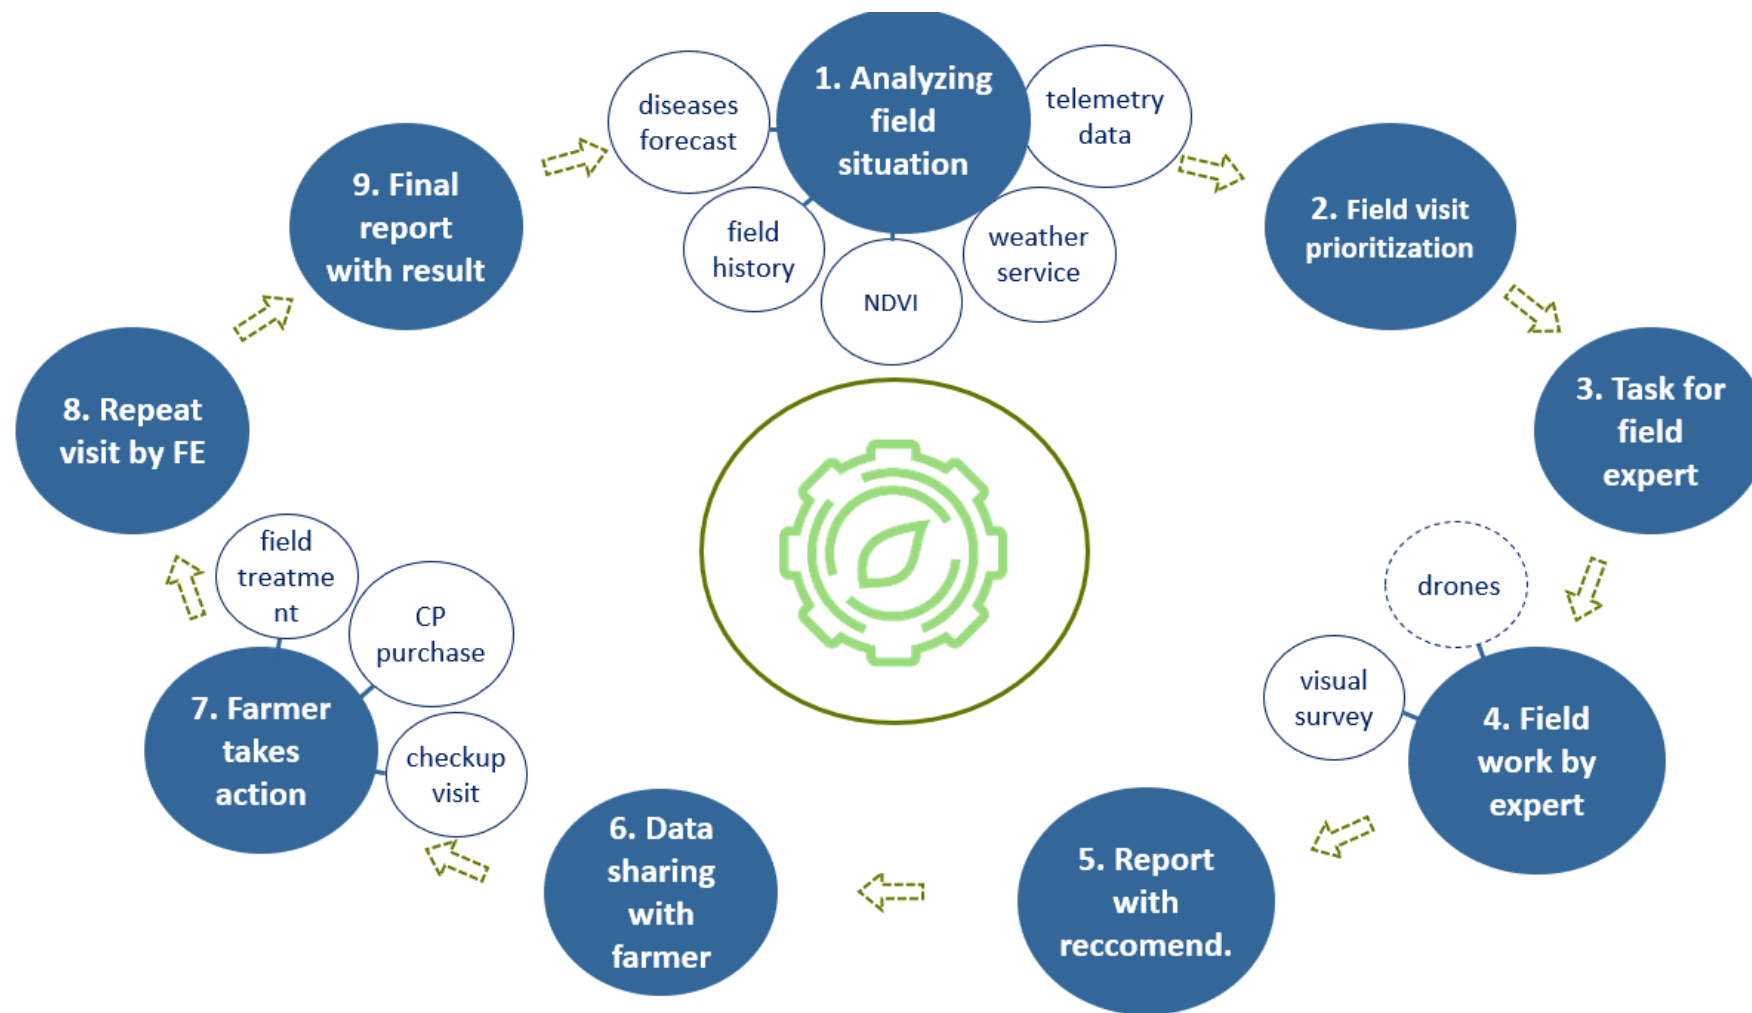 1. Analyzing
field
situation
diseases
forecast
field
history
NDVI
weather
service
telemetry
data
2. Field visit
prioritization
3. Task for
field
expert
drones
visual
survey
4. Field
work by
expert
5. Report
with
reccomend.
6. Data
sharing
with
farmer
7. Farmer
takes
action
field
treatme
nt
CP
purchase
checkup
visit
8. Repeat
visit by FE
9. Final
report
with result